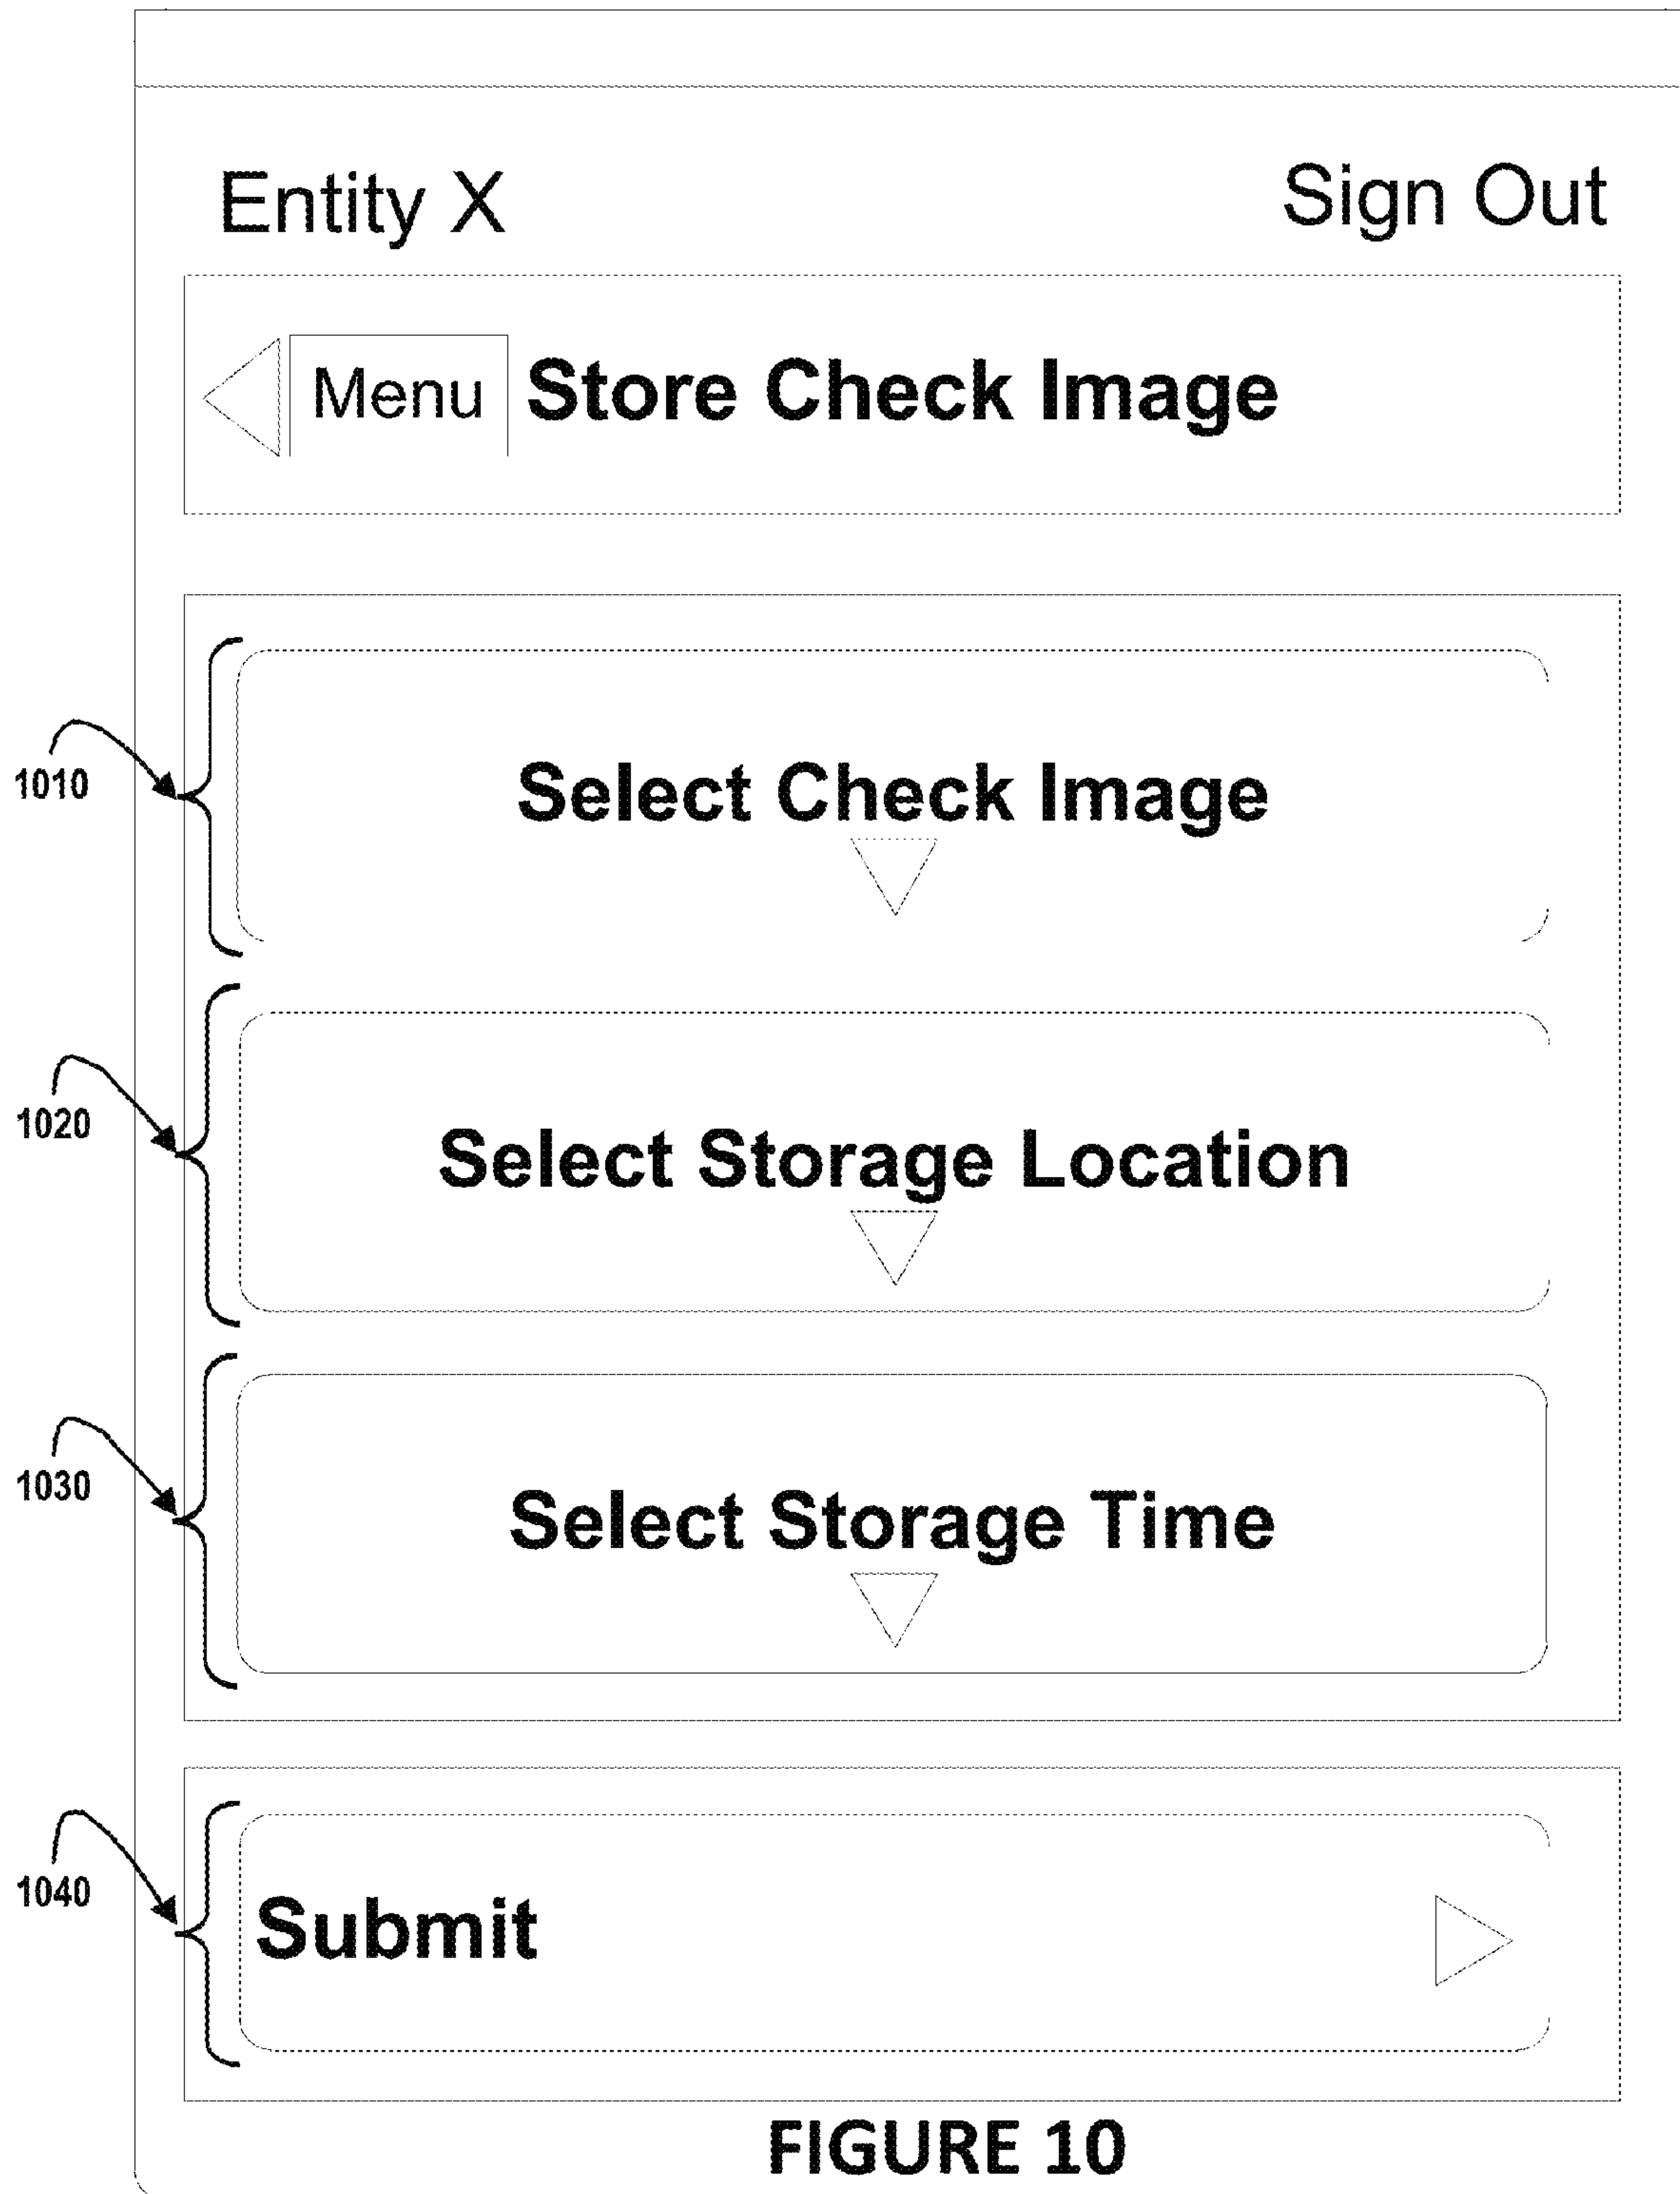 Entity X Sign Out
Menu Store Check Image
1010
Select Check Image
1020
Select Storage Location
1030
Select Storage Time
1040
Submit
FIGURE 10